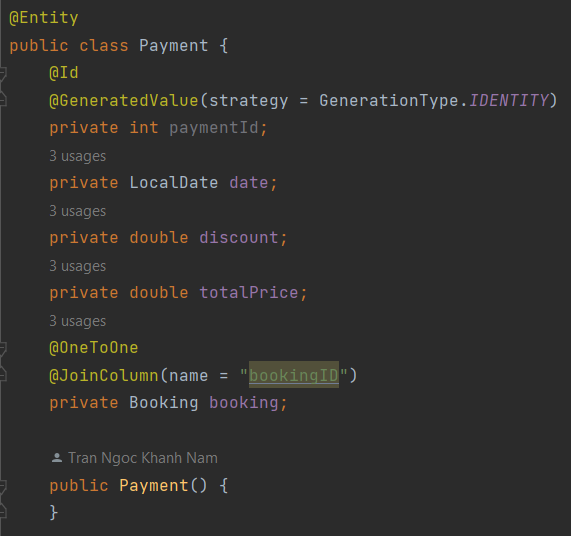 @Entity
public class Payment {
@Id
@GeneratedValue(strategy = GenerationType.IDENTITY)
private int paymentId;
3 usages
private LocalDate date;
3 usages
private double discount;
3 usages
private double totalPrice;
3 usages
@OneToOne
@JoinColumn(name = "bookingID")
private Booking booking;
Tran Ngoc Khanh Nam
public Payment() {
}